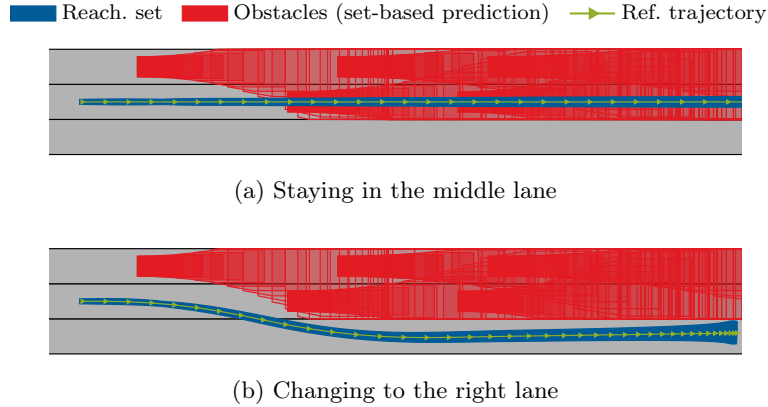 Reach. set Obstacles (set-based prediction) Ref. trajectory
(a) Staying in the middle lane
(b) Changing to the right lane